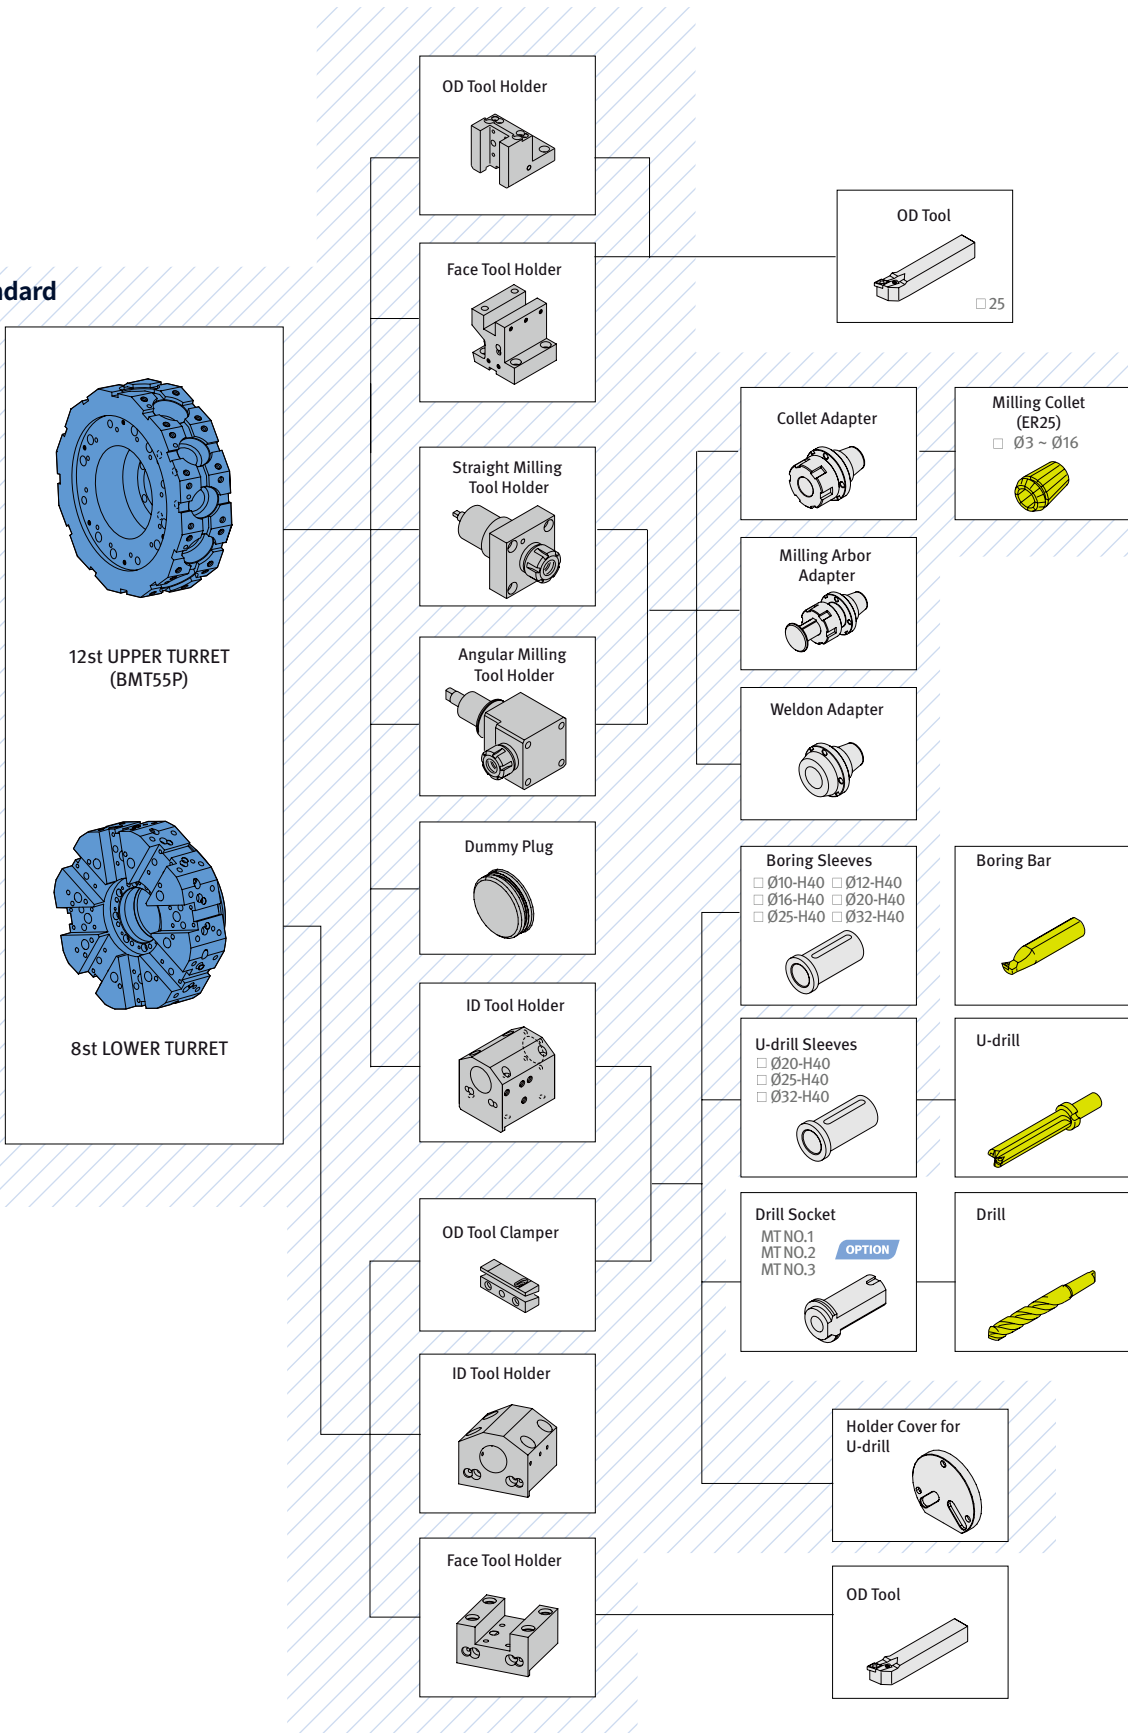 OD Tool Holder
OD Tool
□ 25
Face Tool Holder
12st UPPER TURRET
(BMT55P)
8st LOWER TURRET
Straight Milling
Tool Holder
Angular Milling
Tool Holder
Dummy Plug
ID Tool Holder
OD Tool Clamper
ID Tool Holder
Face Tool Holder
Collet Adapter
Milling Collet
(ER25)
□ Ø3 ~ Ø16
Milling Arbor
Adapter
Weldon Adapter
Boring Sleeves
□ Ø10-H40 □ Ø12-H40
□ Ø16-H40 □ Ø20-H40
□ Ø25-H40 □ Ø32-H40
Boring Bar
U-drill Sleeves
□ Ø20-H40
□ Ø25-H40
□ Ø32-H40
U-drill
Drill Socket
MT NO.1
MT NO.2
MT NO.3
OPTION
Drill
Holder Cover for
U-drill
OD Tool